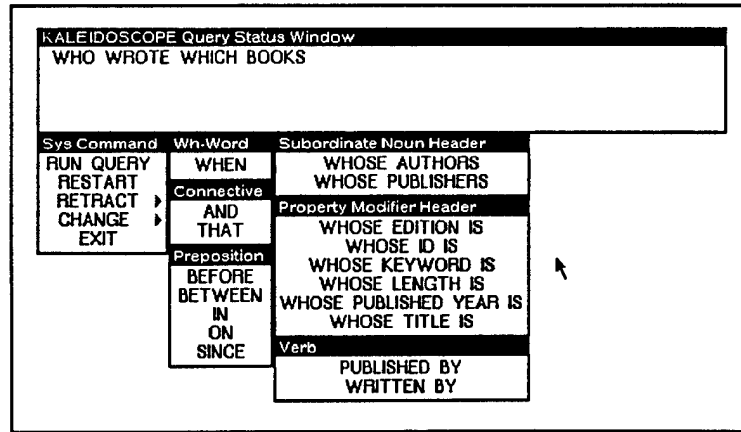 KALEIDOSCOPE Query Status Window
WHO WROTE WHICH BOOKS
Sys Command
RUN QUERY
RESTART
RETRACT
CHANGE
EXIT
Wh-Word
WHEN
Connective
AND
THAT
Preposition
BEFORE
BETWEEN
IN
ON
SINCE
Subordinate Noun Header
WHOSE AUTHORS
WHOSE PUBLISHERS
Property Modifier Header
WHOSE EDITION IS
WHOSE ID IS
WHOSE KEYWORD IS
WHOSE LENGTH IS
WHOSE PUBLISHED YEAR IS
WHOSE TITLE IS
Verb
PUBLISHED BY
WRITTEN BY